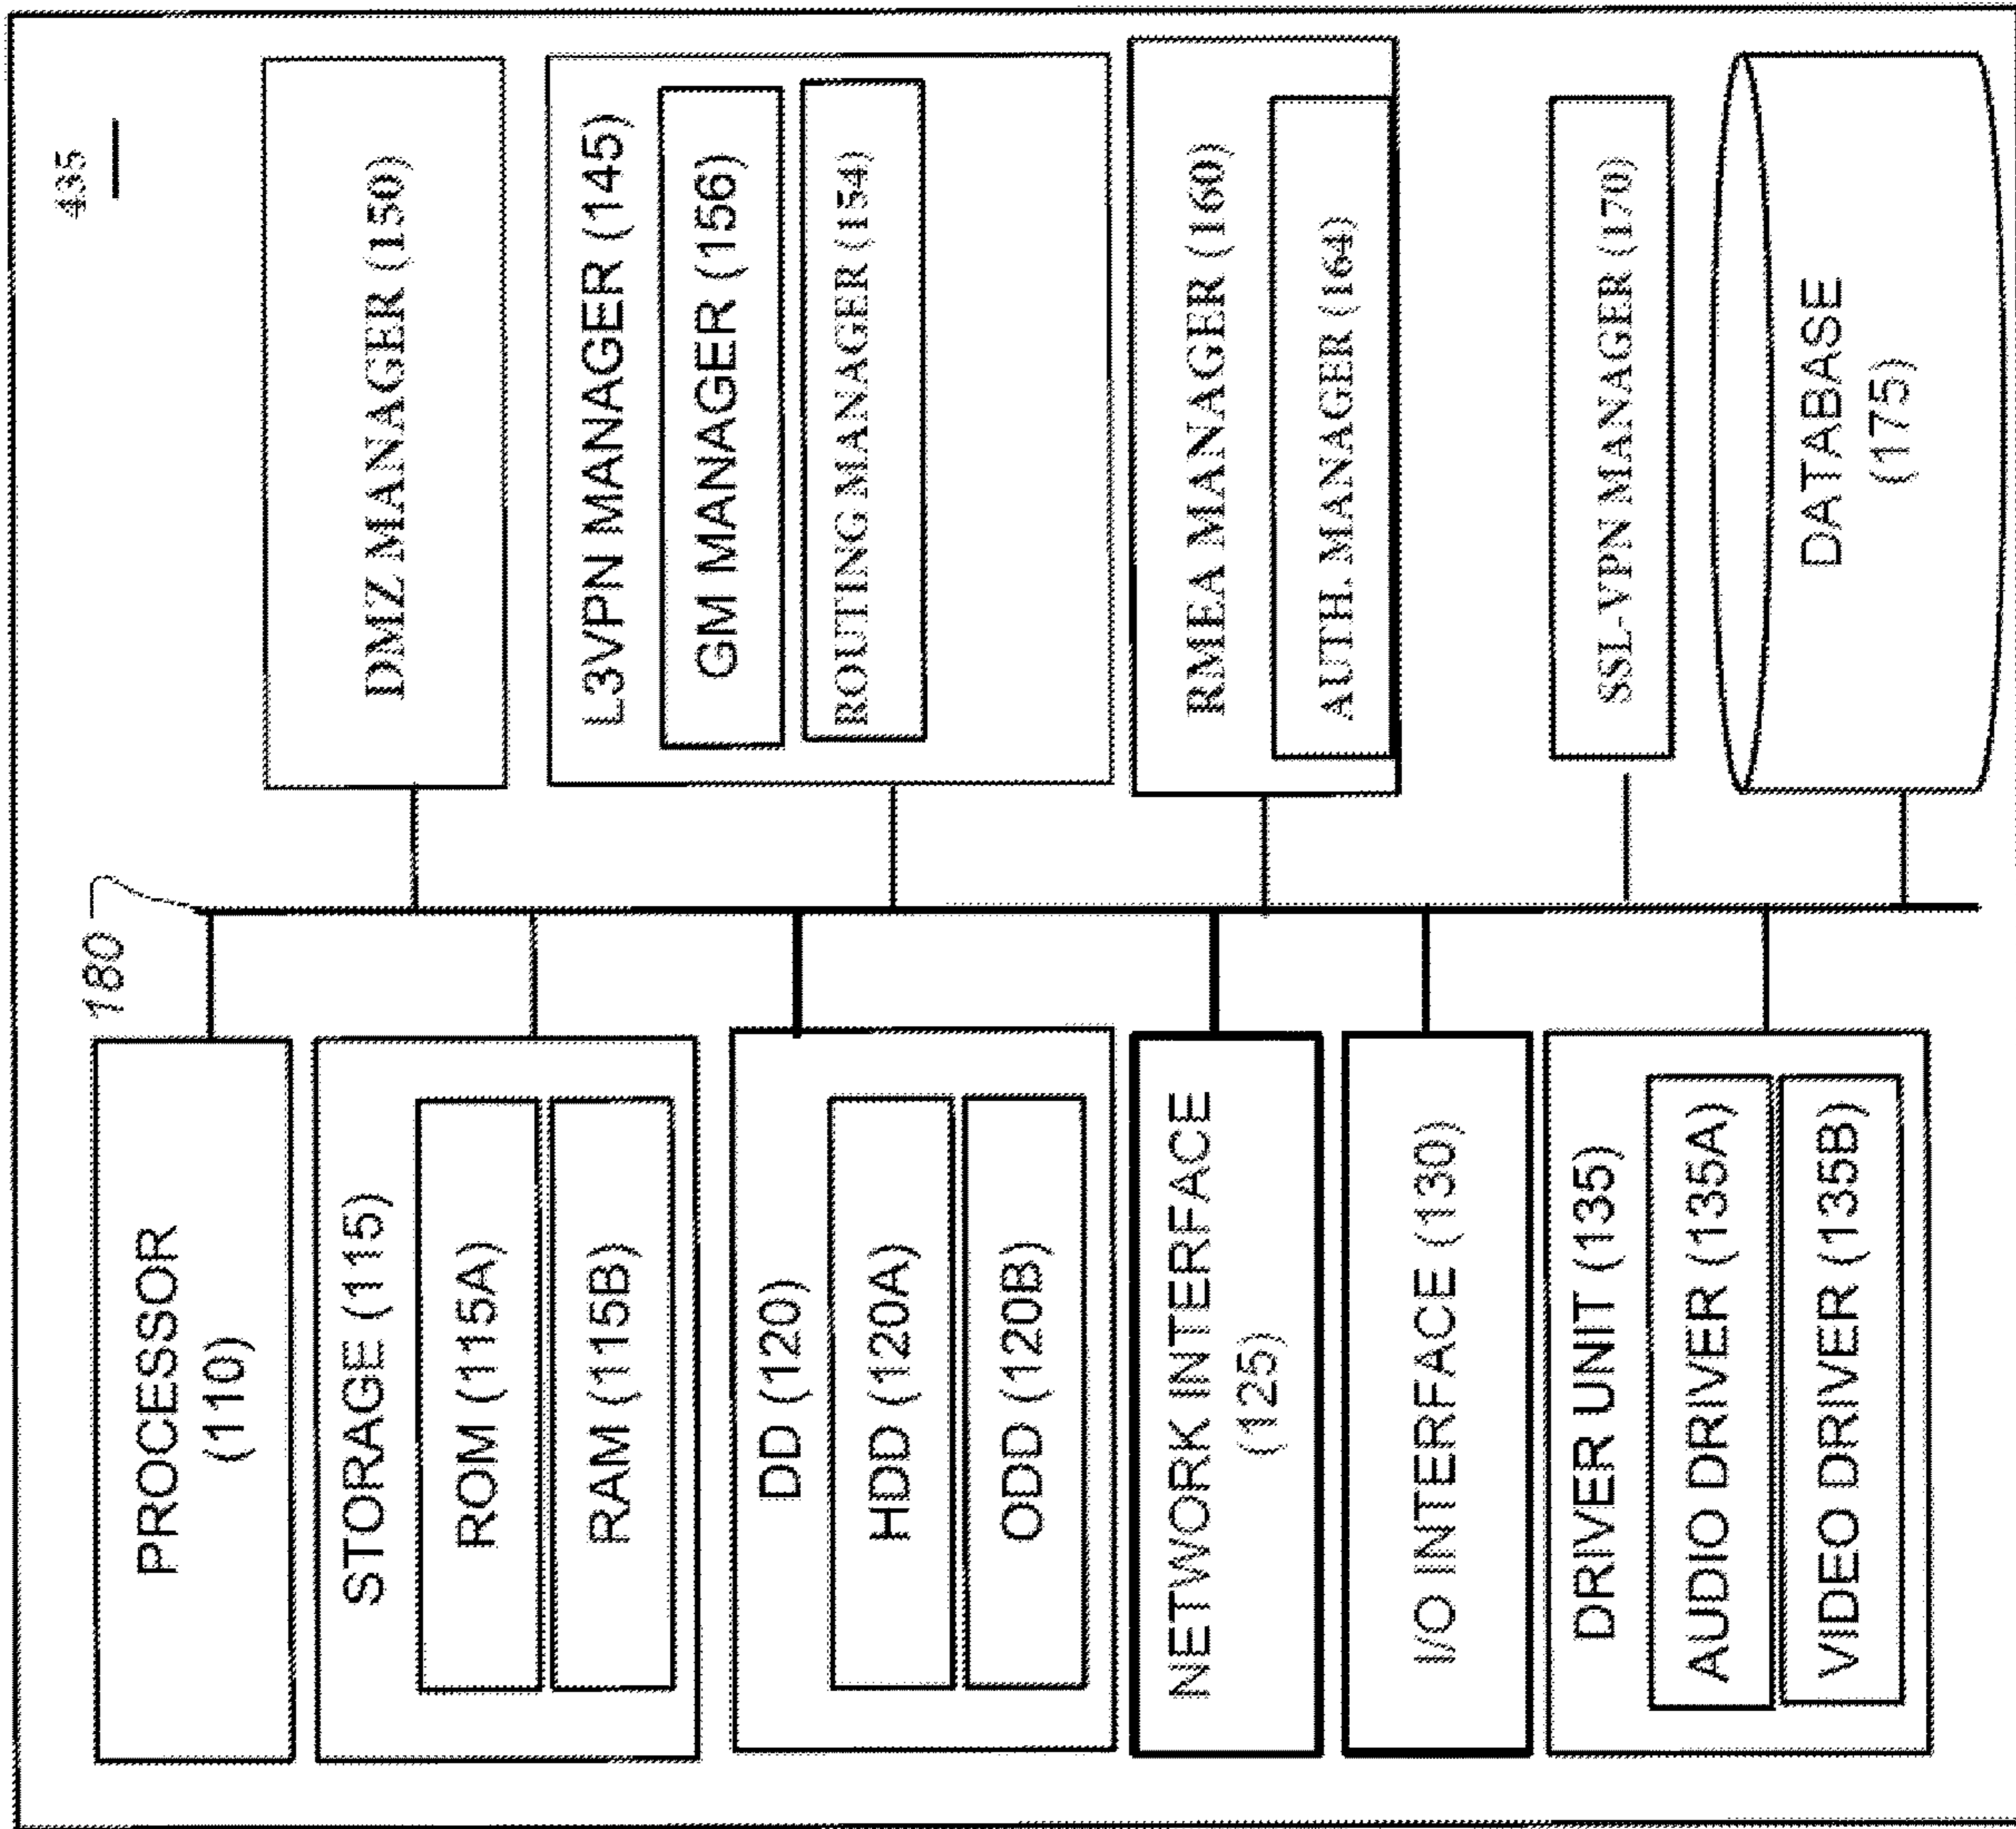 435
180
PROCESSOR
(110)
STORAGE (115)
ROM (115A)
RAM (115B)
DD (120)
HDD (120A)
ODD (120B)
NETWORK INTERFACE
(125)
I/O INTERFACE (130)
DRIVER UNIT (135)
AUDIO DRIVER (135A)
VIDEO DRIVER (135B)
DMZ MANAGER (150)
L3VPN MANAGER (145)
GM MANAGER (156)
ROUTING MANAGER (154)
RMEA MANAGER (160)
AUTH. MANAGER (164)
SSL-VPN MANAGER (170)
DATABASE
(175)